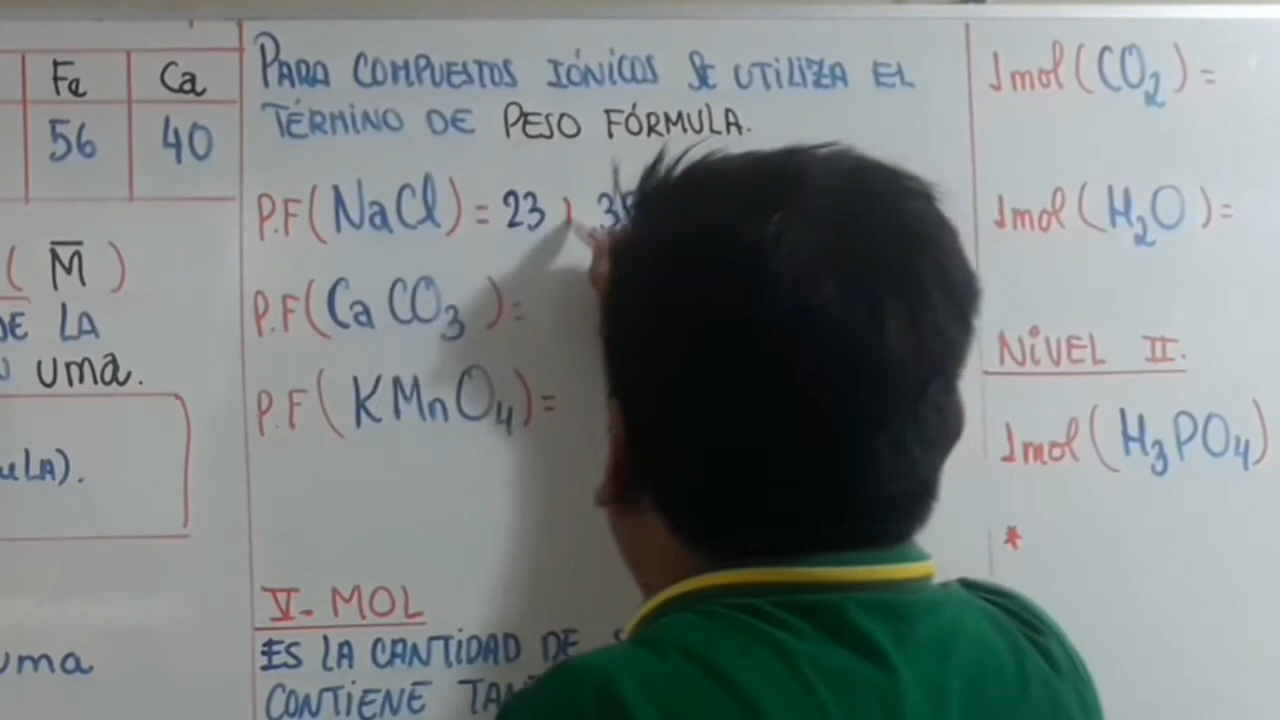 Fe Ca
56 40
( M̅ )
DE LA
uma.
uma
PARA COMPUESTOS IÓNICOS SE UTILIZA EL
TÉRMINO DE PESO FÓRMULA.
P.F(NaCl)= 23
P.F(CaCO₃)=
P.F(KMnO₄)=
V- MOL
ES LA CANTIDAD DE
CONTIENE
1mol(CO₂)=
1mol(H₂O)=
NIVEL II.
1mol(H₃PO₄)
*